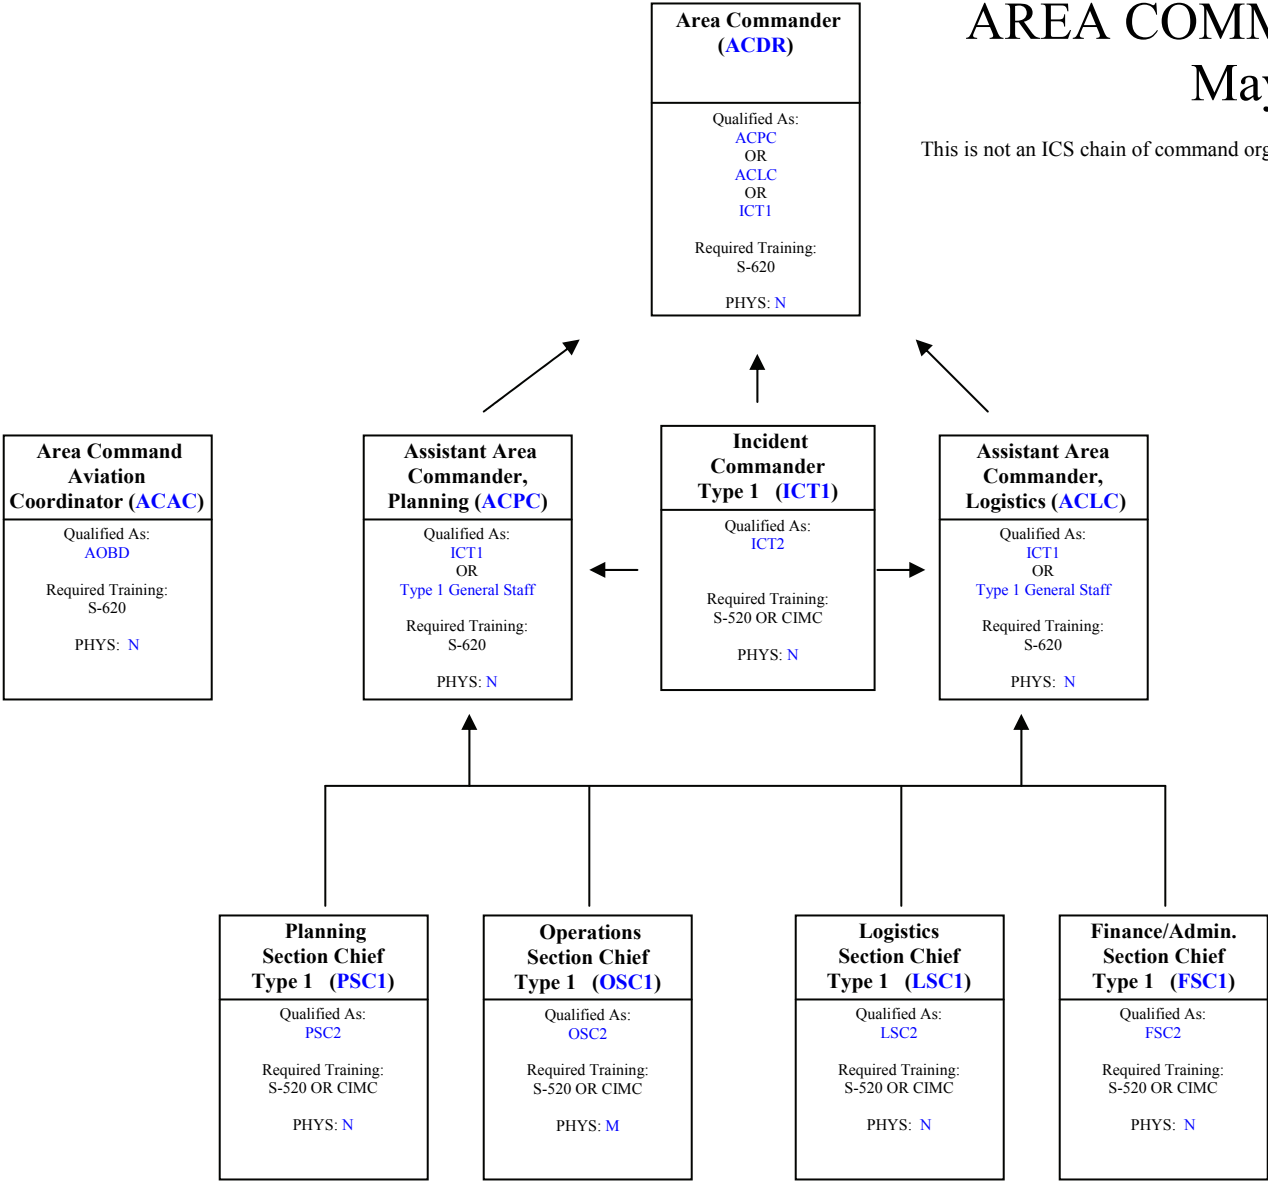 Area Commander
(ACDR)
Qualified As:
ACPC
OR
ACLC
OR
ICT1
Required Training:
S-620
PHYS: N
AREA
This is not an ICS chain of command
Area Command
Aviation
Coordinator (ACAC)
Qualified As:
AOBD
Required Training:
S-620
PHYS: N
Assistant Area
Commander,
Planning (ACPC)
Qualified As:
ICT1
OR
Type 1 General Staff
Required Training:
S-620
PHYS: N
Incident
Commander
Type 1 (ICT1)
Qualified As:
ICT2
Required Training:
S-520 OR CIMC
PHYS: N
Assistant Area
Commander,
Logistics (ACLC)
Qualified As:
ICT1
OR
Type 1 General Staff
Required Training:
S-620
PHYS: N
Planning
Section Chief
Type 1 (PSC1)
Qualified As:
PSC2
Required Training:
S-520 OR CIMC
PHYS: N
Operations
Section Chief
Type 1 (OSC1)
Qualified As:
OSC2
Required Training:
S-520 OR CIMC
PHYS: M
Logistics
Section Chief
Type 1 (LSC1)
Qualified As:
LSC2
Required Training:
S-520 OR CIMC
PHYS: N
Finance/Admin.
Section Chief
Type 1 (FSC1)
Qualified As:
FSC2
Required Training:
S-520 OR CIMC
PHYS: N